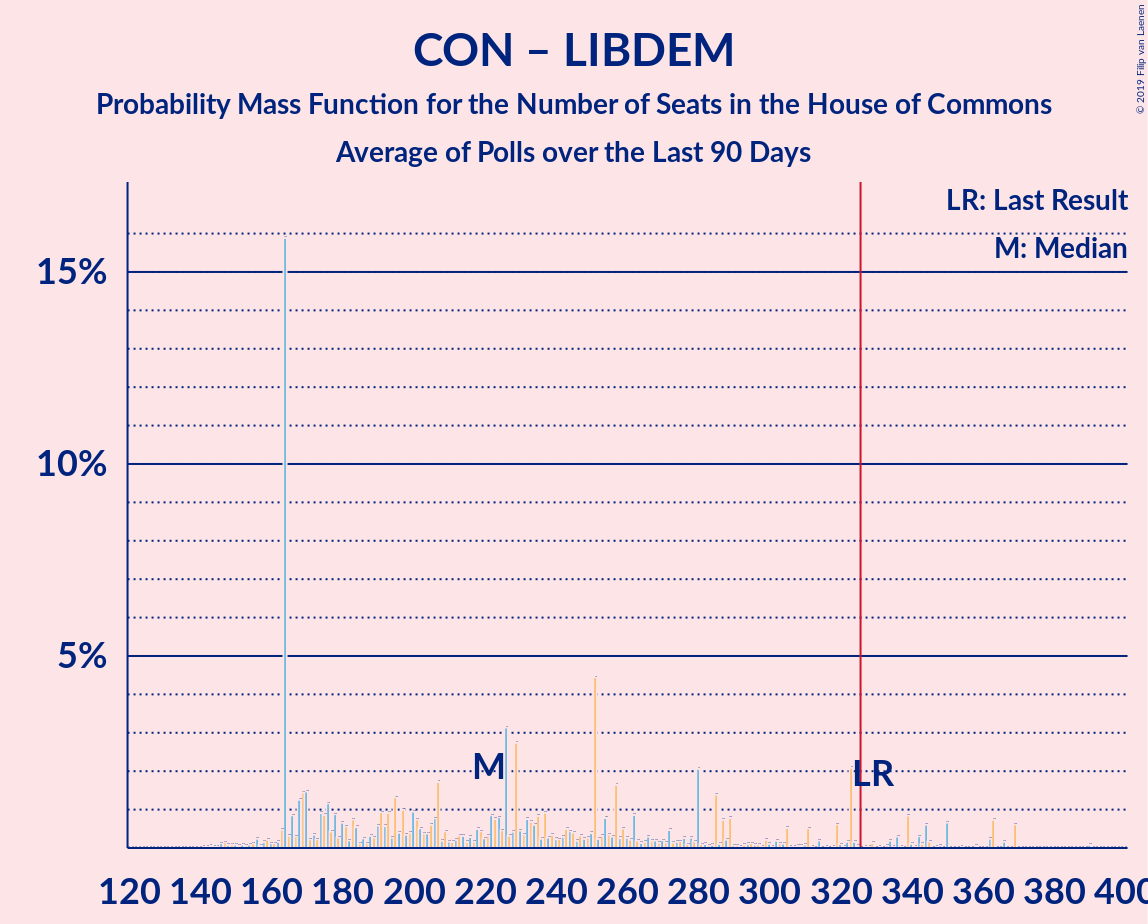 CON – LIBDEM
Probability Mass Function for the Number of Seats in the House of Commons
Average of Polls over the Last 90 Days
© 2019 Filip van Laenen
LR: Last Result
M: Median
15%
10%
5%
M
LR
120 140 160 180 200 220 240 260 280 300 320 340 360 380 400